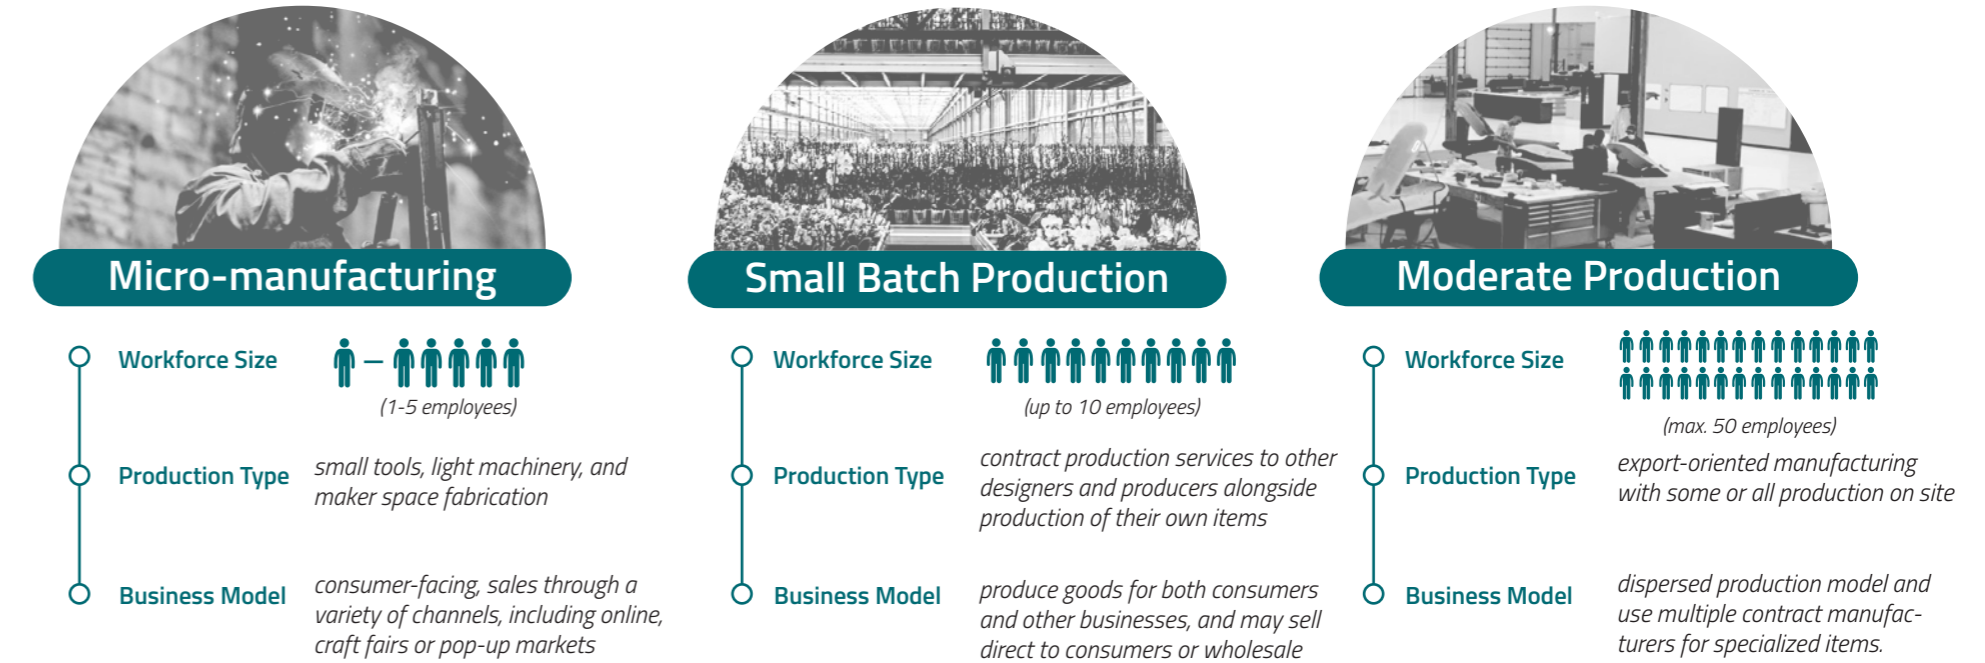 Micro-manufacturing
Workforce Size
(1-5 employees)
Production Type
small tools, light machinery, and
maker space fabrication
Business Model
consumer-facing, sales through a
variety of channels, including online,
craft fairs or pop-up markets
Small Batch Production
Workforce Size
(up to 10 employees)
Production Type
contract production services to other
designers and producers alongside
production of their own items
Business Model
produce goods for both consumers
and other businesses, and may sell
direct to consumers or wholesale
Moderate Production
Workforce Size
(max. 50 employees)
Production Type
export-oriented manufacturing
with some or all production on site
Business Model
dispersed production model and
use multiple contract manufac-
turers for specialized items.